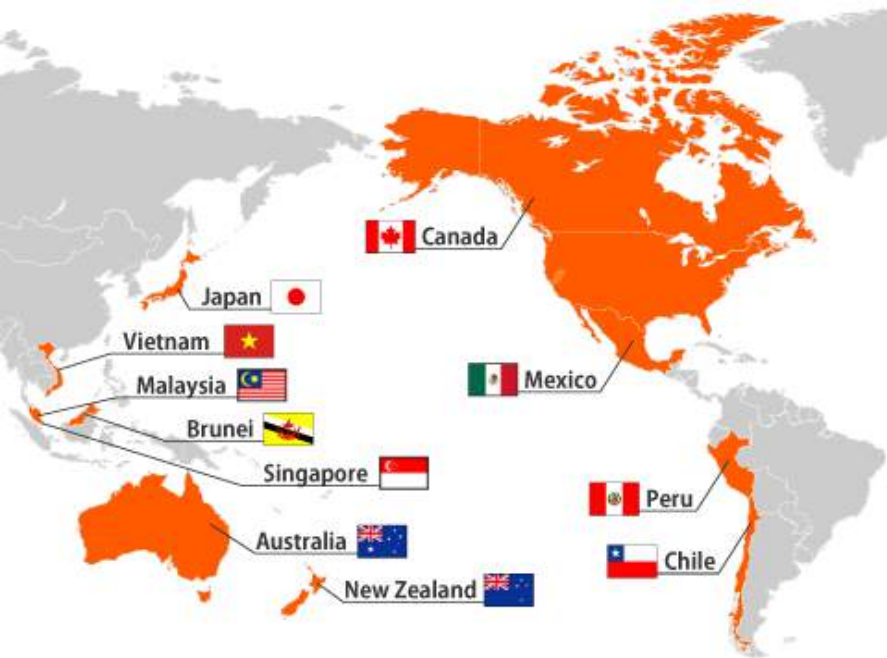 Canada
Japan
Vietnam
Malaysia
Mexico
Brunei
Singapore
Peru
Australia
Chile
New Zealand